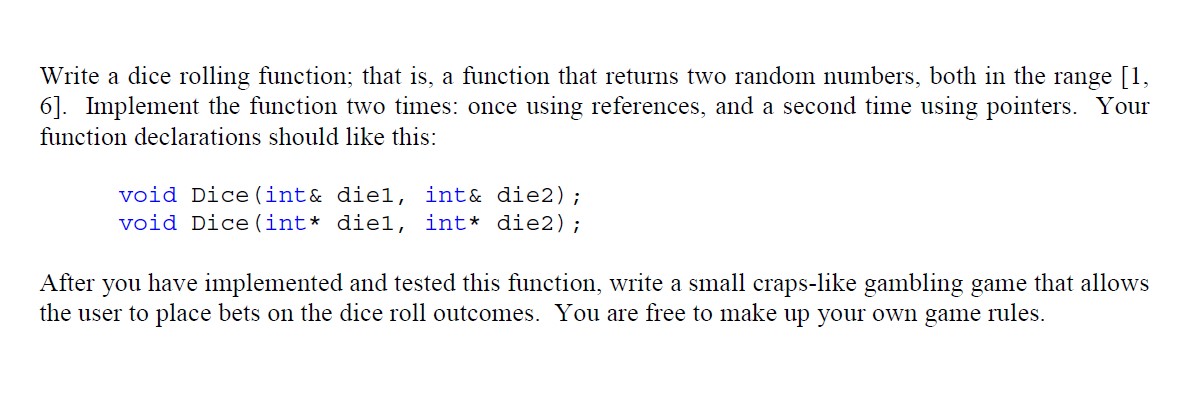 Write a dice rolling function; that is, a function that returns two random numbers, both in the range [1,
6]. Implement the function two times: once using references, and a second time using pointers. Your
function declarations should like this:
void Dice(int& die1, int& die2);
void Dice(int* die1, int* die2);
After you have implemented and tested this function, write a small craps-like gambling game that allows
the user to place bets on the dice roll outcomes. You are free to make up your own game rules.